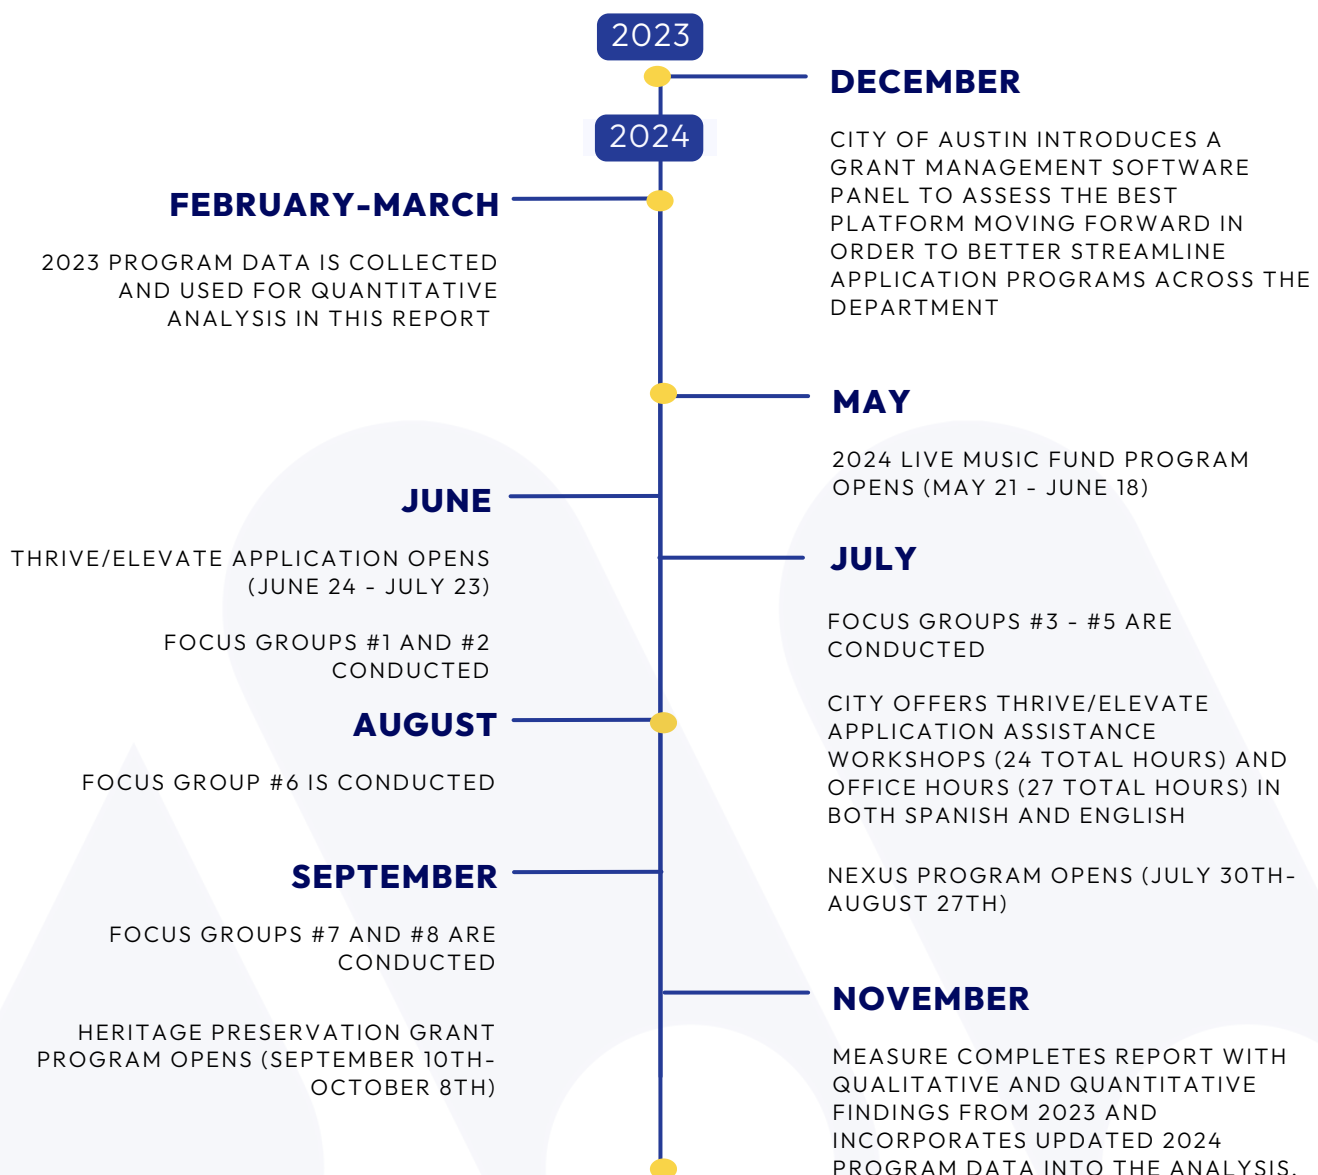 2023
DECEMBER
CITY OF AUSTIN INTRODUCES A
GRANT MANAGEMENT SOFTWARE
PANEL TO ASSESS THE BEST
PLATFORM MOVING FORWARD IN
ORDER TO BETTER STREAMLINE
APPLICATION PROGRAMS ACROSS THE
DEPARTMENT
2024
FEBRUARY-MARCH
2023 PROGRAM DATA IS COLLECTED
AND USED FOR QUANTITATIVE
ANALYSIS IN THIS REPORT
MAY
2024 LIVE MUSIC FUND PROGRAM
OPENS (MAY 21 - JUNE 18)
JUNE
THRIVE/ELEVATE APPLICATION OPENS
(JUNE 24 - JULY 23)
FOCUS GROUPS #1 AND #2
CONDUCTED
JULY
FOCUS GROUPS #3 - #5 ARE
CONDUCTED
CITY OFFERS THRIVE/ELEVATE
APPLICATION ASSISTANCE
WORKSHOPS (24 TOTAL HOURS) AND
OFFICE HOURS (27 TOTAL HOURS) IN
BOTH SPANISH AND ENGLISH
NEXUS PROGRAM OPENS (JULY 30TH-
AUGUST 27TH)
AUGUST
FOCUS GROUP #6 IS CONDUCTED
SEPTEMBER
FOCUS GROUPS #7 AND #8 ARE
CONDUCTED
HERITAGE PRESERVATION GRANT
PROGRAM OPENS (SEPTEMBER 10TH-
OCTOBER 8TH)
NOVEMBER
MEASURE COMPLETES REPORT WITH
QUALITATIVE AND QUANTITATIVE
FINDINGS FROM 2023 AND
INCORPORATES UPDATED 2024
PROGRAM DATA INTO THE ANALYSIS.